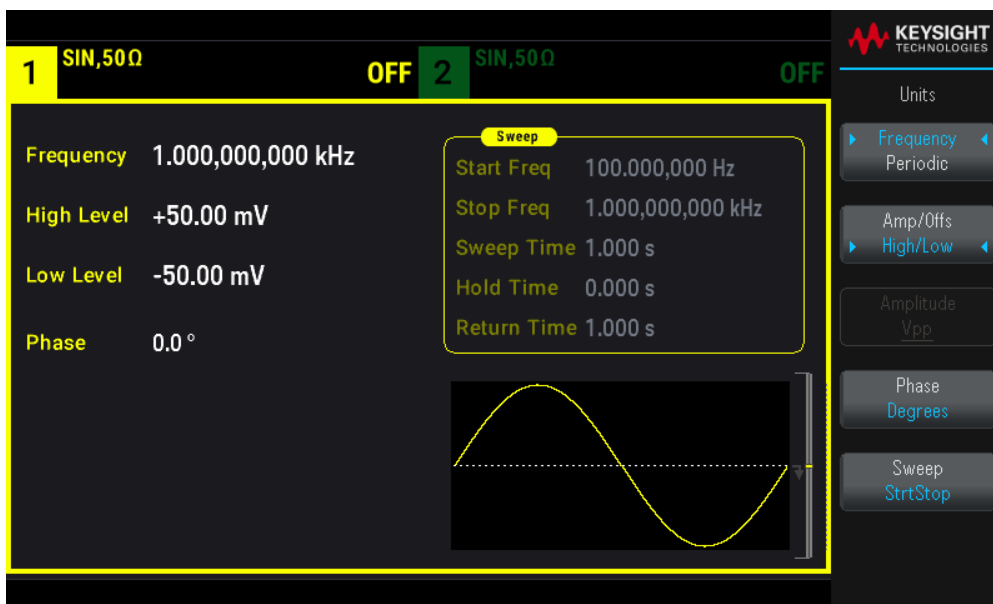 1 SIN,50Ω OFF 2 SIN,50Ω OFF
Frequency 1.000,000,000 kHz
High Level +50.00 mV
Low Level -50.00 mV
Phase 0.0 °
Sweep
Start Freq 100.000,000 Hz
Stop Freq 1.000,000,000 kHz
Sweep Time 1.000 s
Hold Time 0.000 s
Return Time 1.000 s
KEYSIGHT
TECHNOLOGIES
Units
Frequency
Periodic
Amp/Offs
High/Low
Amplitude
Vpp
Phase
Degrees
Sweep
StrtStop